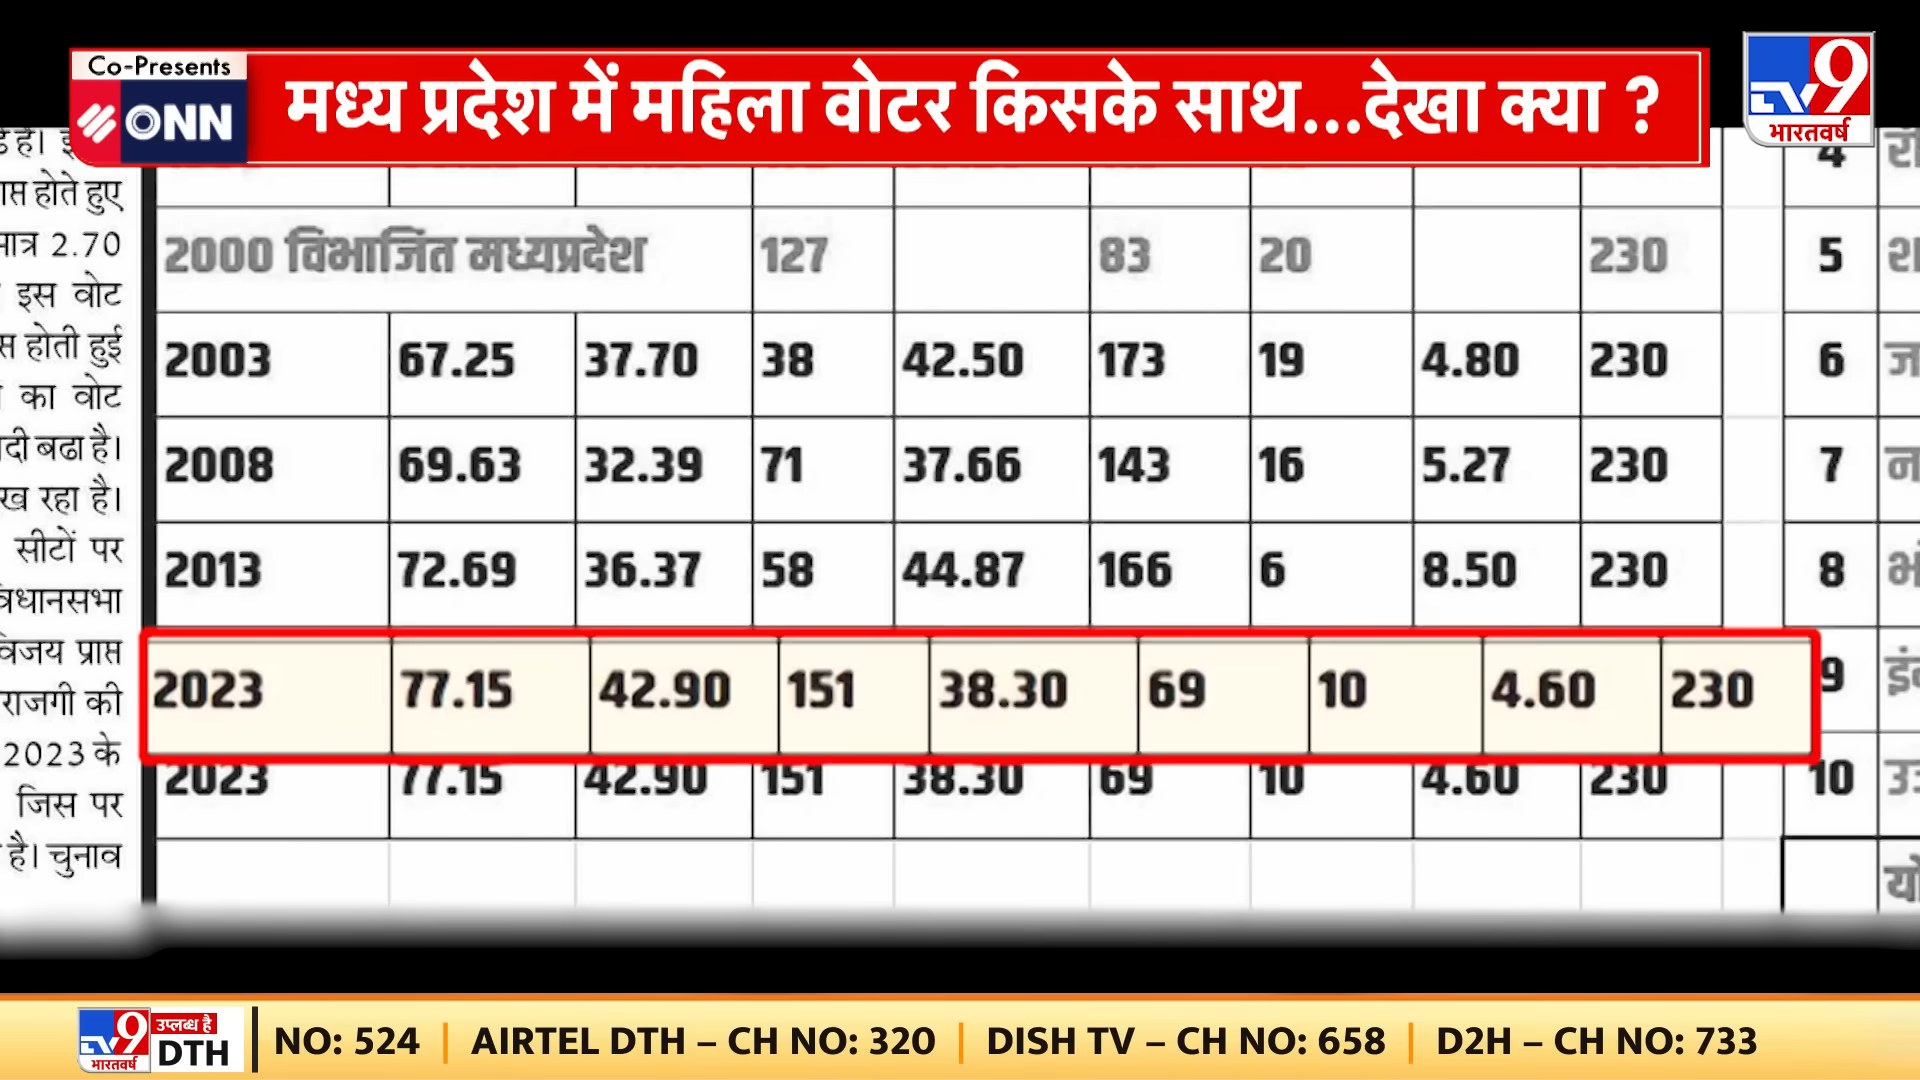 Co-Presents
ONN
मध्य प्रदेश में महिला वोटर किसके साथ...देखा क्या ?
TV9
भारतवर्ष
होते हुए
2.70
इस वोट
होती हुई
का वोट
बढा है।
रहा है।
सीटों पर
प्राप्त
की
2023 के
जिस पर
है। चुनाव
2000 विभाजित मध्यप्रदेश 127 83 20 230
2003 67.25 37.70 38 42.50 173 19 4.80 230
2008 69.63 32.39 71 37.66 143 16 5.27 230
2013 72.69 36.37 58 44.87 166 6 8.50 230
2023 77.15 42.90 151 38.30 69 10 4.60 230
2023 77.15 42.90 151 38.30 69 10 4.60 230
4
5
6
7
8
9
10
TV9 भारतवर्ष उपलब्ध है DTH
NO: 524 | AIRTEL DTH – CH NO: 320 | DISH TV – CH NO: 658 | D2H – CH NO: 733